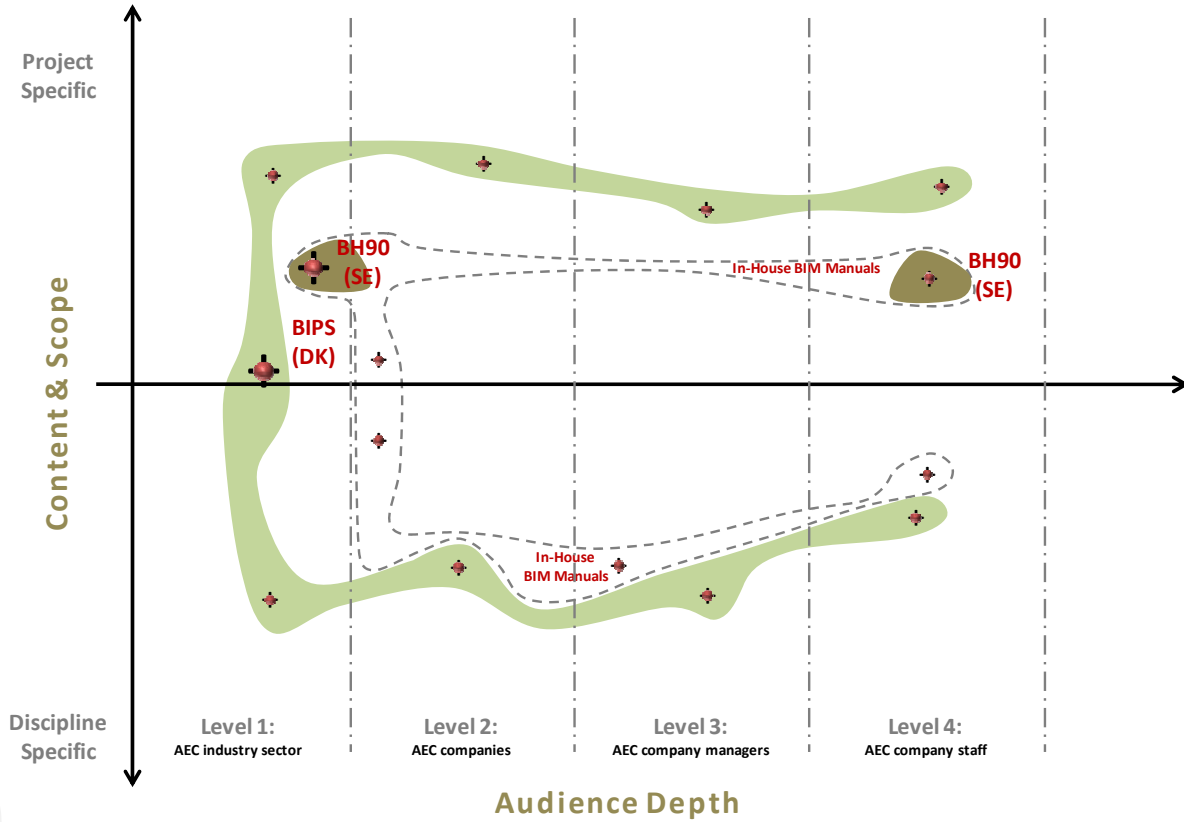 Project
Specific
BH90
(SE)
In-House BIM Manuals
BH90
(SE)
BIPS
(DK)
Content & Scope
In-House
BIM Manuals
Discipline
Specific
Level 1:
AEC industry sector
Level 2:
AEC companies
Level 3:
AEC company managers
Level 4:
AEC company staff
Audience Depth